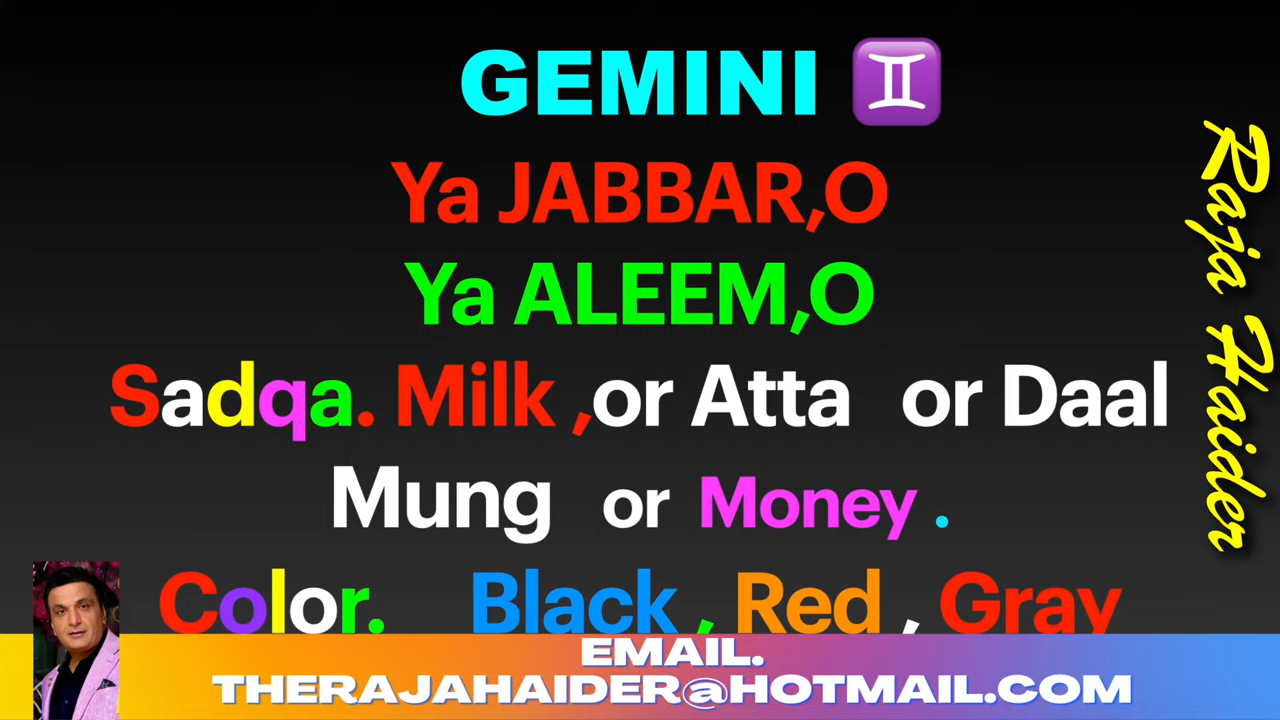 GEMINI ♊
Ya JABBAR,O
Ya ALEEM,O
Sadqa. Milk ,or Atta or Daal
Mung or Money .
Color. Black , Red , Gray
EMAIL.
THERAJAHAIDER@HOTMAIL.COM
Raja Haider